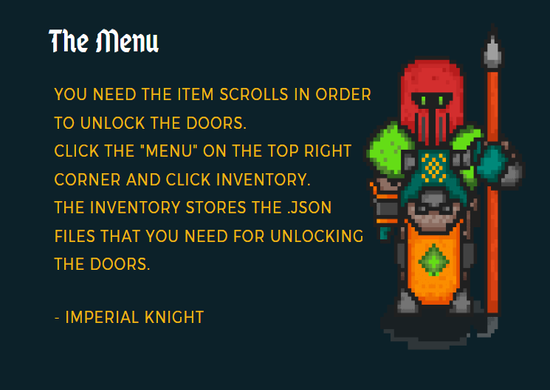 The Menu
YOU NEED THE ITEM SCROLLS IN ORDER
TO UNLOCK THE DOORS.
CLICK THE "MENU" ON THE TOP RIGHT
CORNER AND CLICK INVENTORY.
THE INVENTORY STORES THE .JSON
FILES THAT YOU NEED FOR UNLOCKING
THE DOORS.
- IMPERIAL KNIGHT